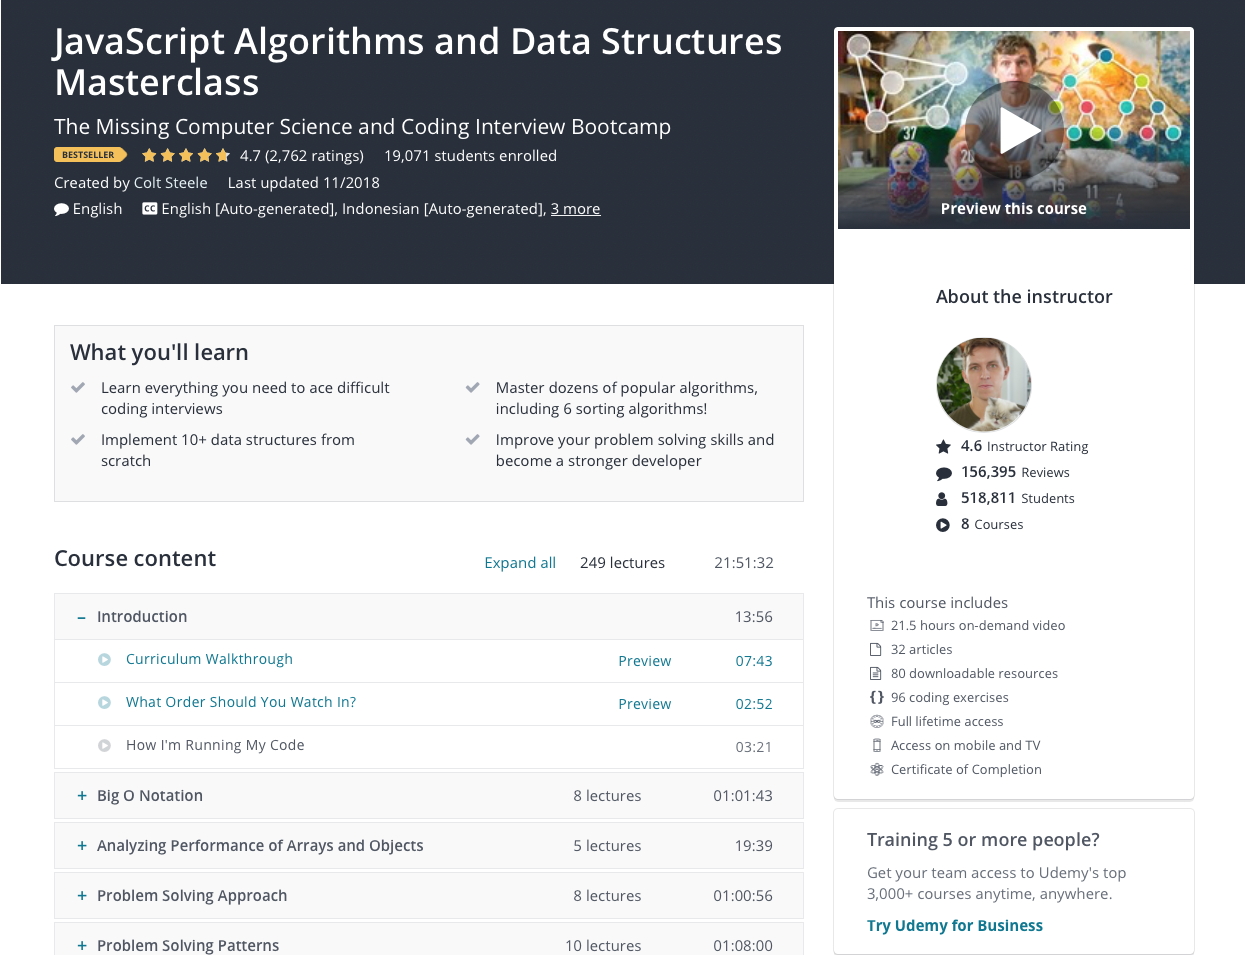 JavaScript Algorithms and Data Structures
Masterclass
The Missing Computer Science and Coding Interview Bootcamp
BESTSELLER 4.7 (2,762 ratings) 19,071 students enrolled
Created by Colt Steele Last updated 11/2018
English CC English [Auto-generated], Indonesian [Auto-generated], 3 more
37
28
18
15
11
4
Preview this course
What you'll learn
Learn everything you need to ace difficult
coding interviews
Master dozens of popular algorithms,
including 6 sorting algorithms!
Implement 10+ data structures from
scratch
Improve your problem solving skills and
become a stronger developer
Course content
Expand all 249 lectures 21:51:32
– Introduction 13:56
Curriculum Walkthrough Preview 07:43
What Order Should You Watch In? Preview 02:52
How I'm Running My Code 03:21
+ Big O Notation 8 lectures 01:01:43
+ Analyzing Performance of Arrays and Objects 5 lectures 19:39
+ Problem Solving Approach 8 lectures 01:00:56
+ Problem Solving Patterns 10 lectures 01:08:00
About the instructor
4.6 Instructor Rating
156,395 Reviews
518,811 Students
8 Courses
This course includes
21.5 hours on-demand video
32 articles
80 downloadable resources
{} 96 coding exercises
Full lifetime access
Access on mobile and TV
Certificate of Completion
Training 5 or more people?
Get your team access to Udemy's top
3,000+ courses anytime, anywhere.
Try Udemy for Business